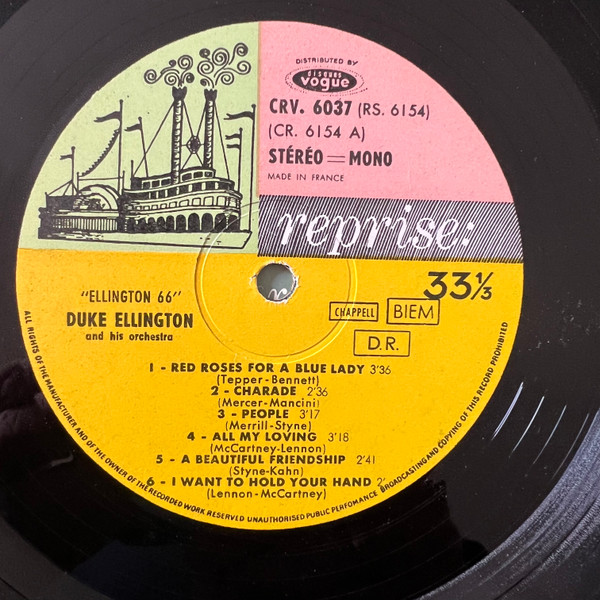 DISTRIBUTED BY
disques
vogue
CRV. 6037 (RS. 6154)
(CR. 6154 A)
STÉRÉO = MONO
MADE IN FRANCE
reprise:
33⅓
"ELLINGTON 66"
DUKE ELLINGTON
and his orchestra
CHAPPELL
BIEM
D.R.
1 - RED ROSES FOR A BLUE LADY 3'36
(Tepper-Bennett)
2 - CHARADE 2'36
(Mercer-Mancini)
3 - PEOPLE 3'17
(Merrill-Styne)
4 - ALL MY LOVING 3'18
(McCartney-Lennon)
5 - A BEAUTIFUL FRIENDSHIP 2'41
(Styne-Kahn)
6 - I WANT TO HOLD YOUR HAND 2'
(Lennon-McCartney)
ALL RIGHTS OF THE MANUFACTURER AND OF THE OWNER OF THE RECORDED WORK RESERVED UNAUTHORISED PUBLIC PERFOMANCE BROADCASTING AND COPYING OF THIS RECORD PROHIBITED